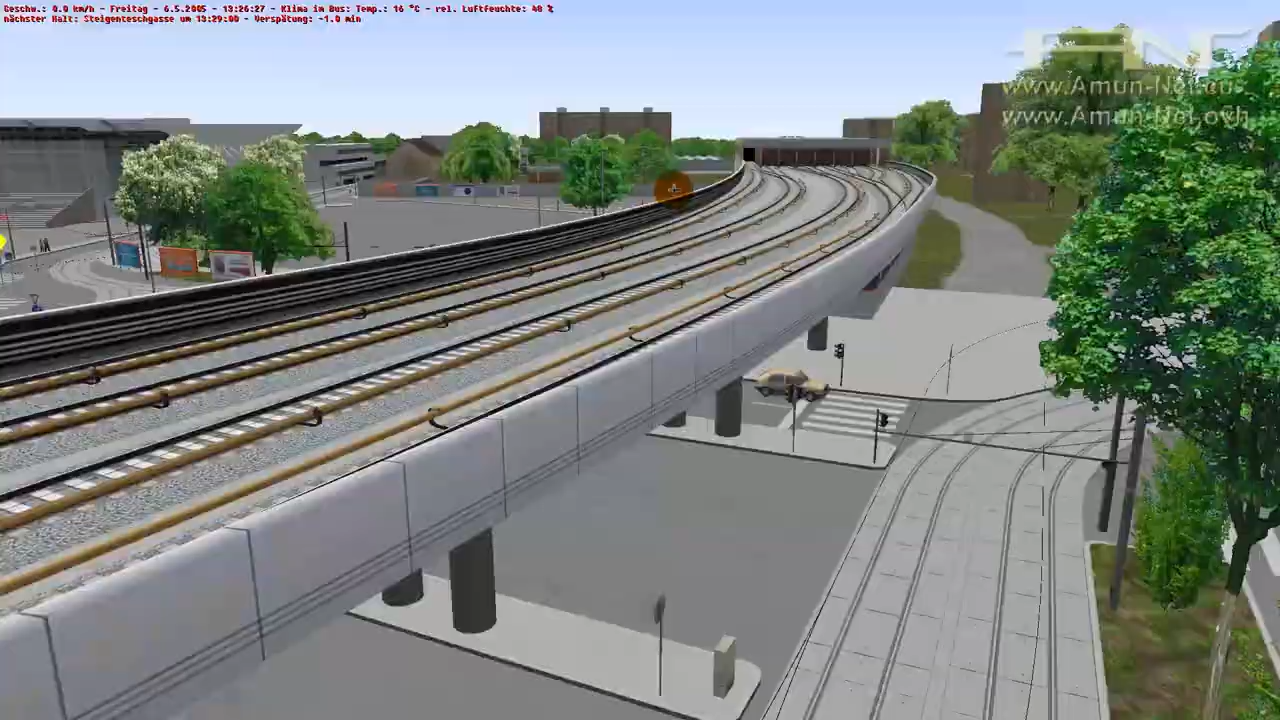 Geschw.: 0.0 km/h - Freitag - 6.5.2005 - 13:26:27 - Klima im Bus: Temp.: 16 °C - rel. Luftfeuchte: 48 %
nächster Halt: Steigenteschgasse um 13:29:00 - Verspätung: -1.0 min
www.Amun-Net.eu
www.Amun-Net.ovh